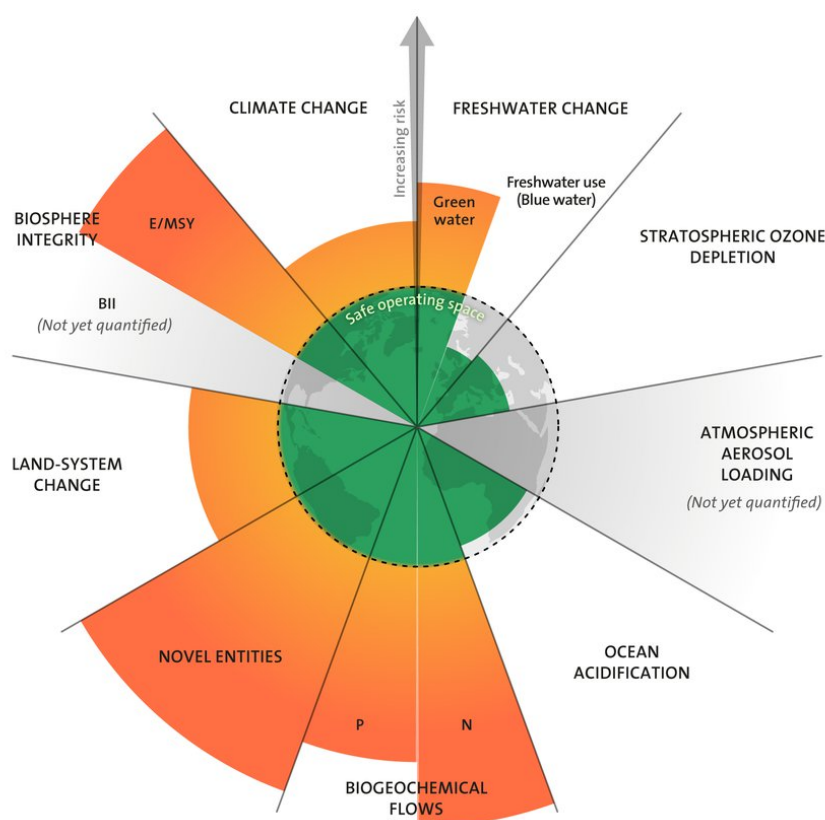 CLIMATE CHANGE
Increasing risk
FRESHWATER CHANGE
Green
water
Freshwater use
(Blue water)
STRATOSPHERIC OZONE
DEPLETION
ATMOSPHERIC
AEROSOL
LOADING
(Not yet quantified)
OCEAN
ACIDIFICATION
N
P
BIOGEOCHEMICAL
FLOWS
NOVEL ENTITIES
LAND-SYSTEM
CHANGE
BIOSPHERE
INTEGRITY
E/MSY
BII
(Not yet quantified)
Safe operating space